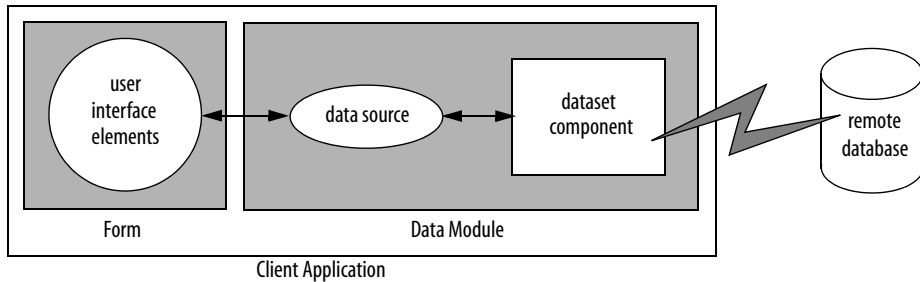 user
interface
elements
data source
dataset
component
remote
database
Form
Data Module
Client Application